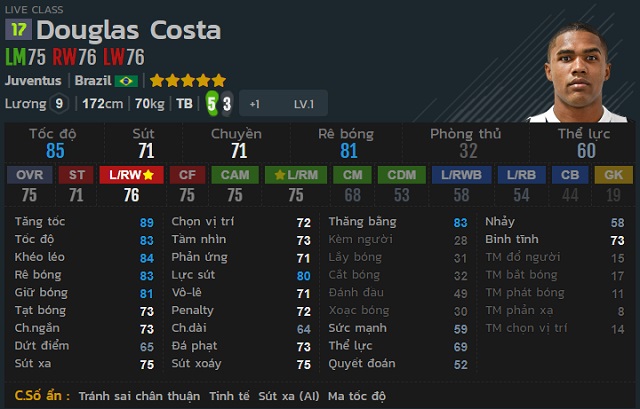 LIVE CLASS
17 Douglas Costa
LM75 RW76 LW76
Juventus Brazil
Lương 9 172cm 70kg TB 5 3 +1 LV.1
Tốc độ Sút Chuyền Rê bóng Phòng thủ Thể lực
85 71 71 81 32 60
OVR ST L/RW CF CAM L/RM CM CDM L/RWB L/RB CB GK
75 71 76 75 75 75 68 53 58 54 44 19
Tăng tốc 89 Chọn vị trí 72 Thăng bằng 83 Nhảy 58
Tốc độ 83 Tầm nhìn 73 Kèm người 28 Bình tĩnh 73
Khéo léo 84 Phản ứng 71 Lấy bóng 31 TM đổ người 15
Rê bóng 83 Lực sút 80 Cắt bóng 32 TM bắt bóng 17
Giữ bóng 81 Vô-lê 71 Đánh đầu 49 TM phát bóng 11
Tạt bóng 73 Penalty 72 Xoạc bóng 30 TM phản xạ 8
Ch.ngắn 73 Ch.dài 64 Sức mạnh 59 TM chọn vị trí 14
Dứt điểm 65 Đá phạt 73 Thể lực 69
Sút xa 75 Sút xoáy 75 Quyết đoán 52
C.Số ẩn : Tránh sai chân thuận Tinh tế Sút xa (AI) Ma tốc độ